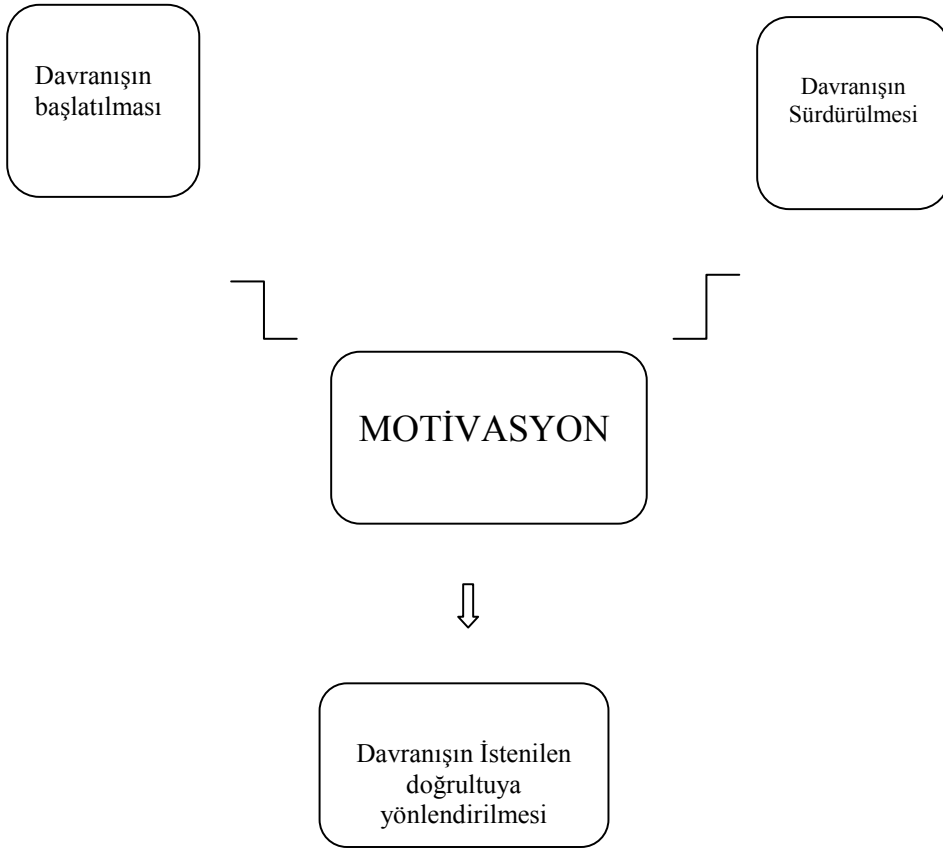 Davranışın
başlatılması
Davranışın
Sürdürülmesi
MOTİVASYON
Davranışın İstenilen
doğrultuya
yönlendirilmesi